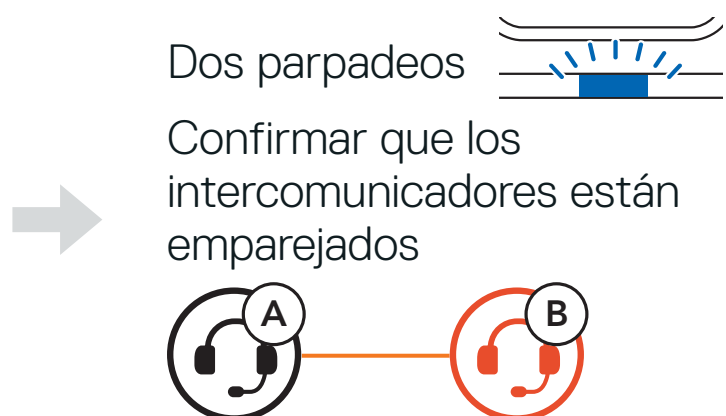 Dos parpadeos
Confirmar que los
intercomunicadores están
emparejados
A B